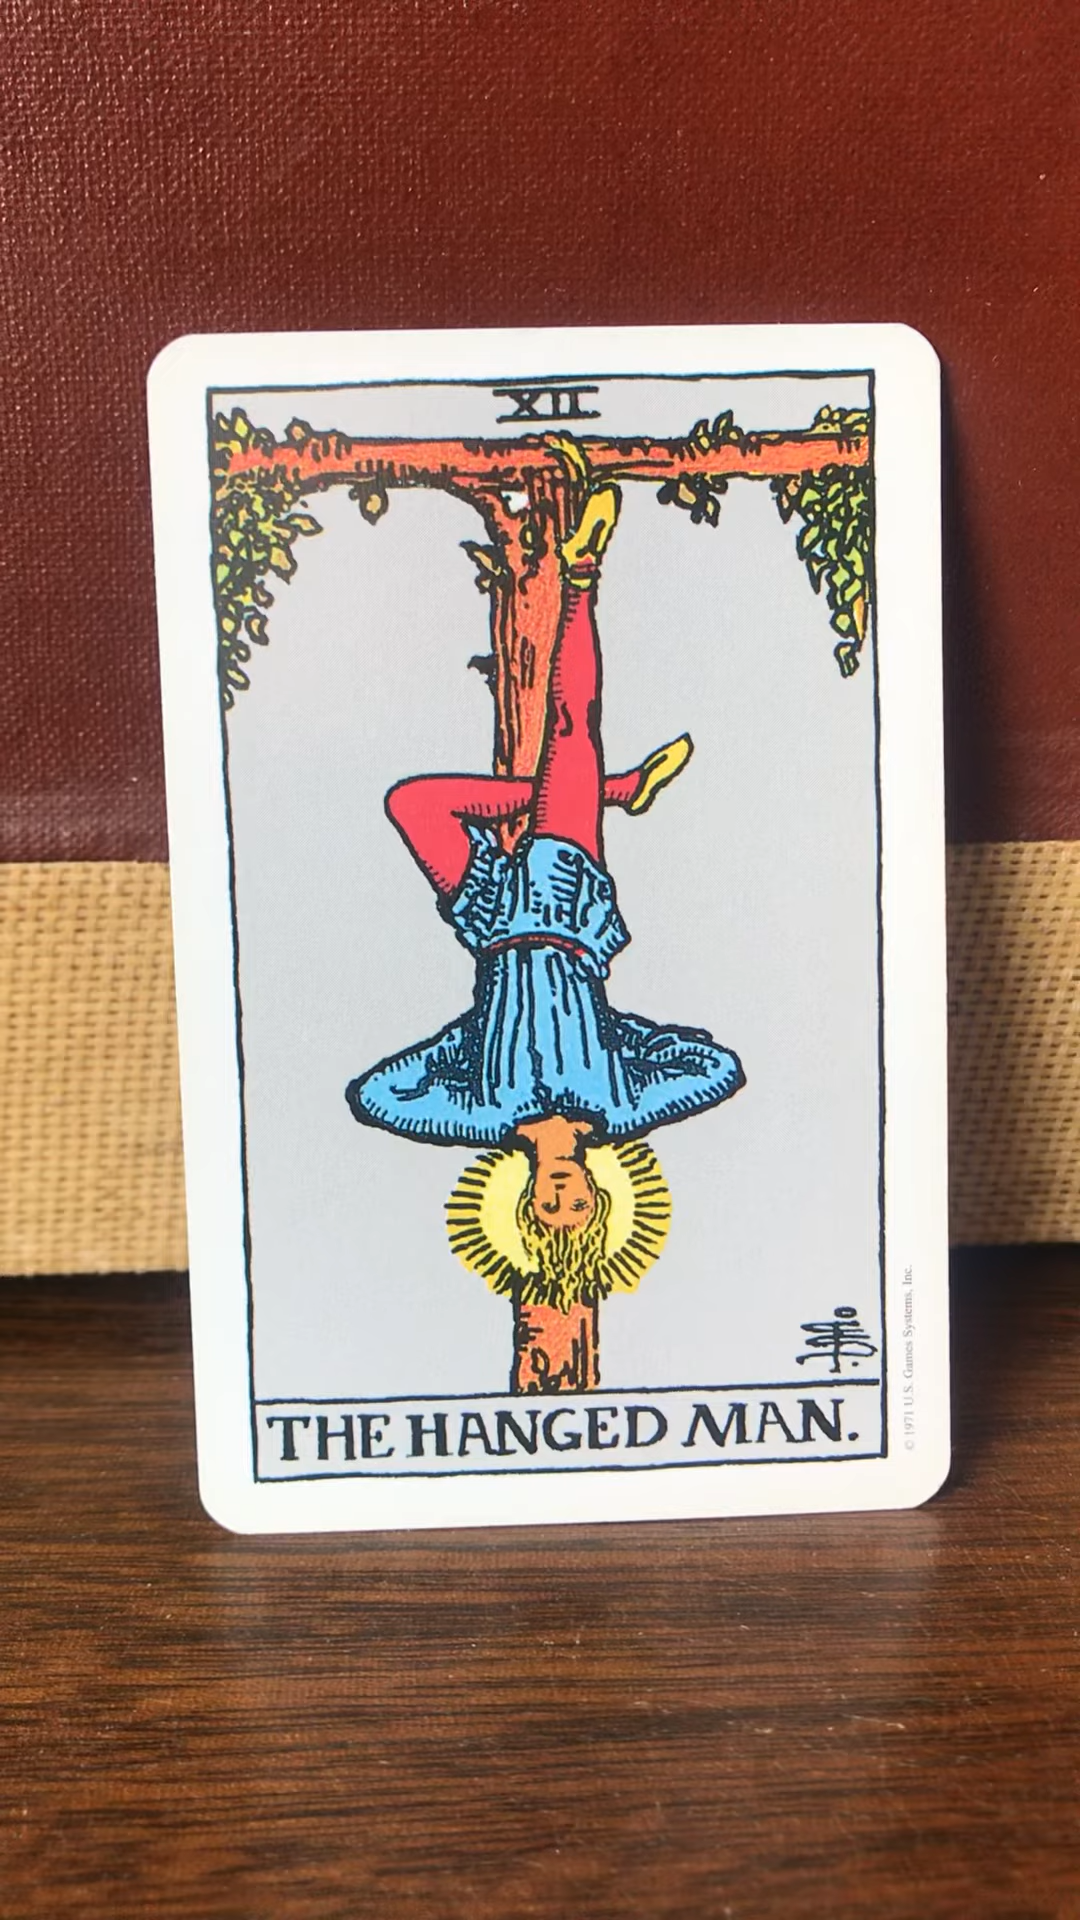 XII
THE HANGED MAN.
© 1971 U.S. Games Systems, Inc.